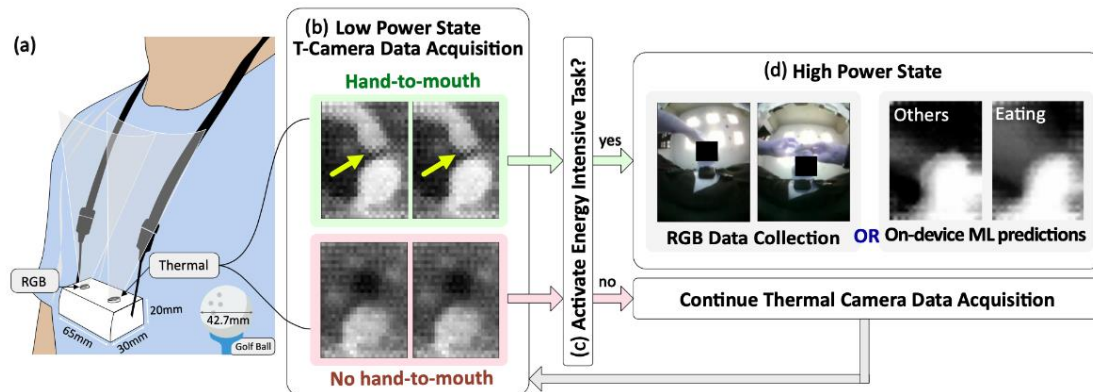 (a)
RGB
Thermal
20mm
65mm
30mm
42.7mm
Golf Ball
(b) Low Power State
T-Camera Data Acquisition
Hand-to-mouth
No hand-to-mouth
(c) Activate Energy Intensive Task?
yes
no
(d) High Power State
Others
Eating
RGB Data Collection OR On-device ML predictions
Continue Thermal Camera Data Acquisition